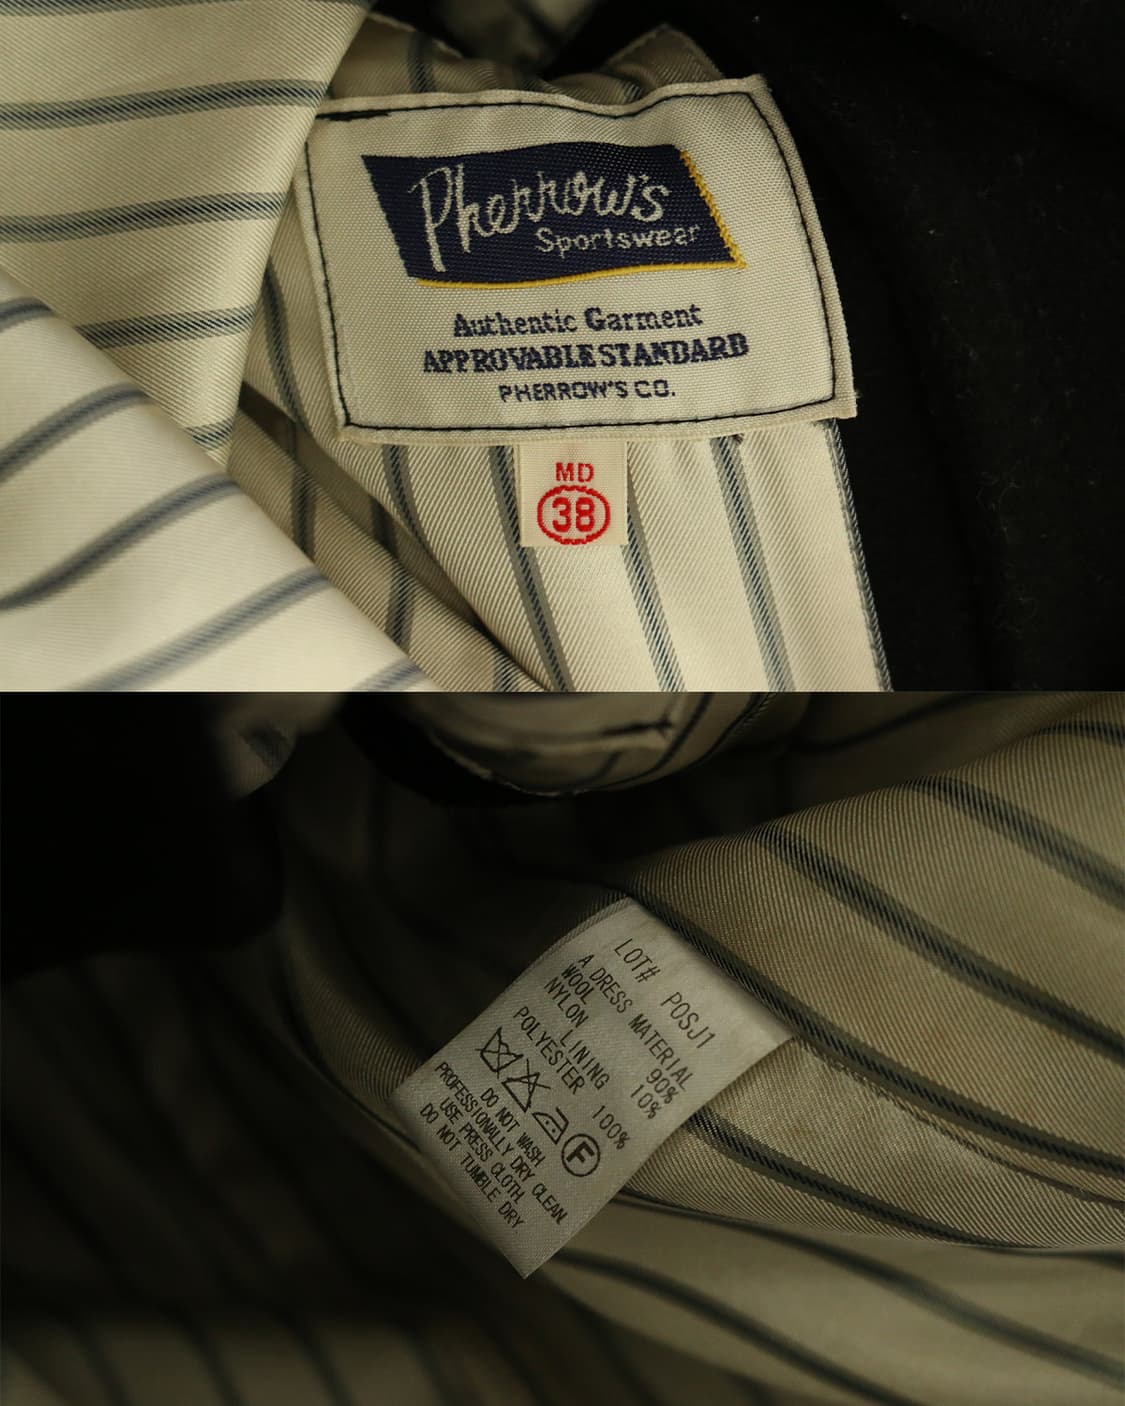 Pherrow's
Sportswear
Authentic Garment
APPROVABLE STANDARD
PHERROW'S CO.
MD
38
LOT# POSJ1
A DRESS MATERIAL
WOOL 90%
NYLON 10%
LINING
POLYESTER 100%
F
DO NOT WASH
PROFESSIONALLY DRY CLEAN.
USE PRESS CLOTH.
DO NOT TUMBLE DRY.